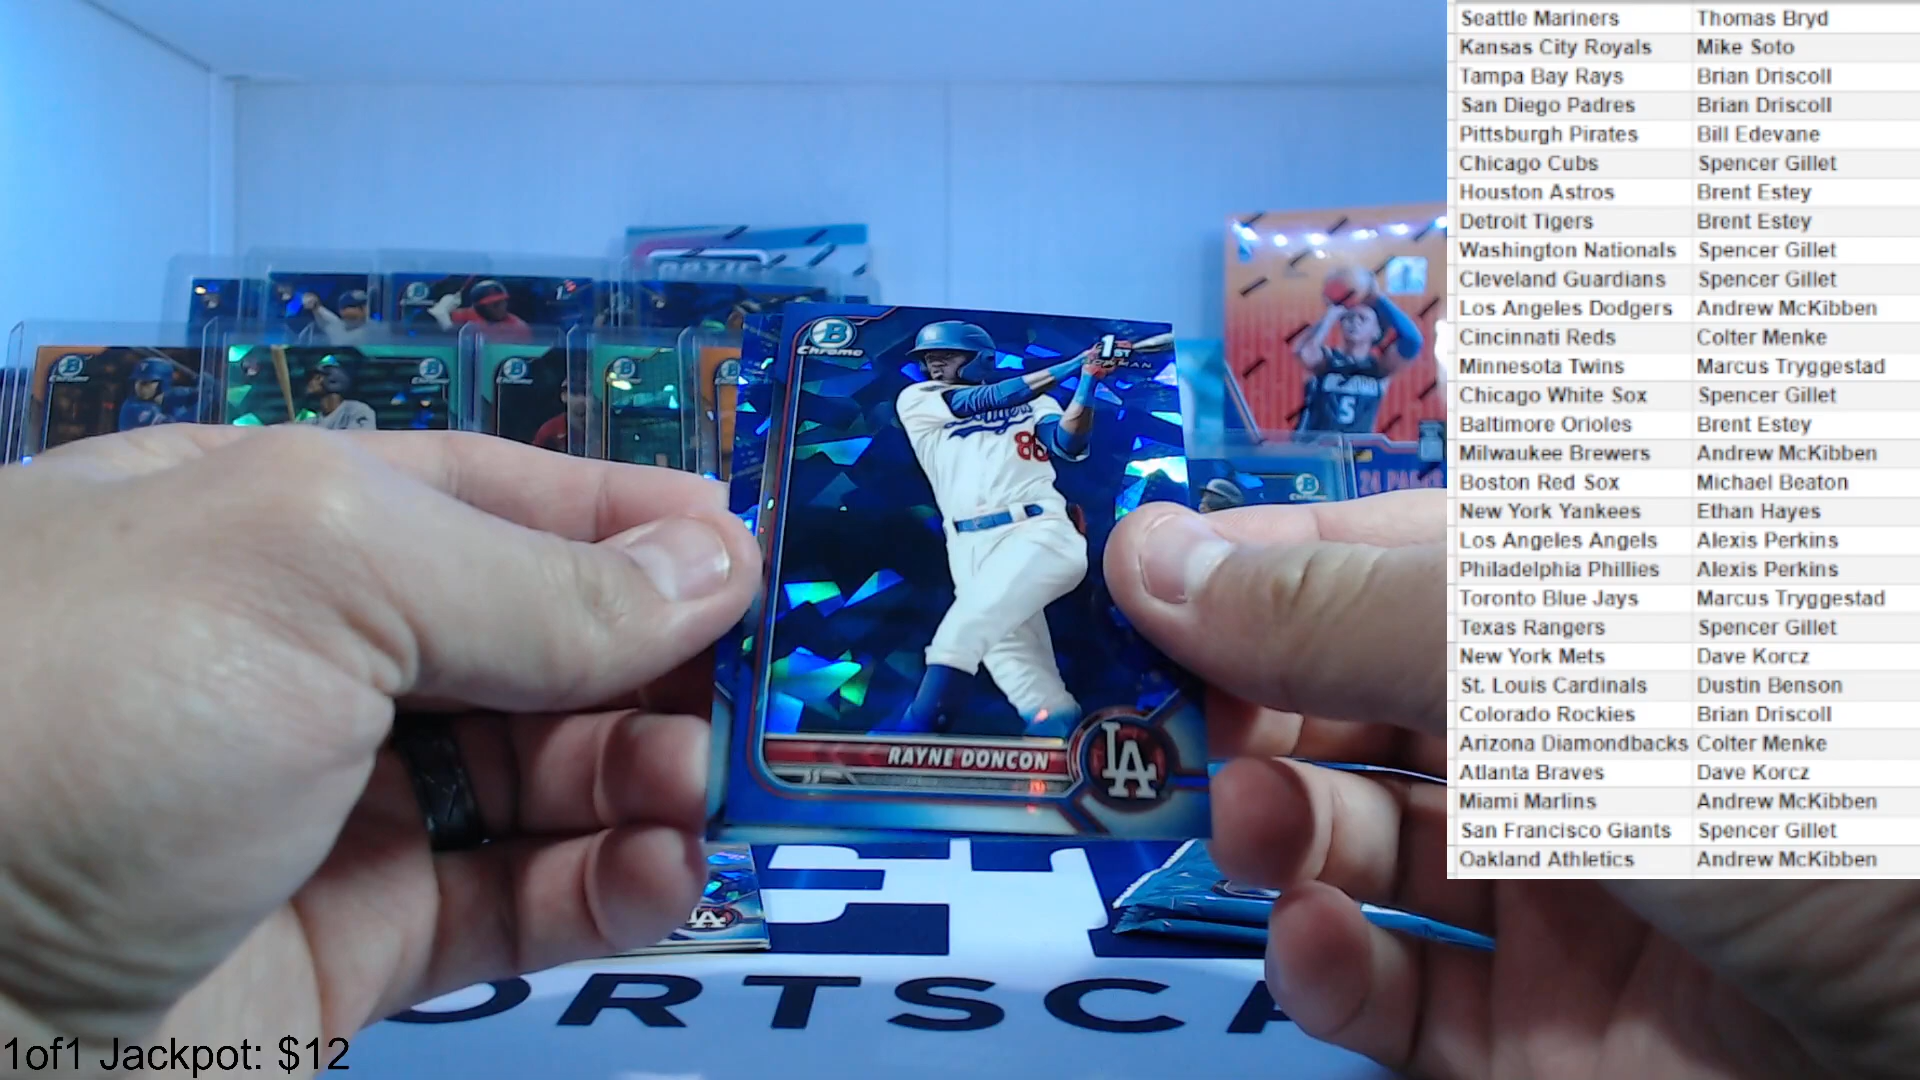 Seattle Mariners Thomas Bryd
Kansas City Royals Mike Soto
Tampa Bay Rays Brian Driscoll
San Diego Padres Brian Driscoll
Pittsburgh Pirates Bill Edevane
Chicago Cubs Spencer Gillet
Houston Astros Brent Estey
Detroit Tigers Brent Estey
Washington Nationals Spencer Gillet
Cleveland Guardians Spencer Gillet
Los Angeles Dodgers Andrew McKibben
Cincinnati Reds Colter Menke
Minnesota Twins Marcus Tryggestad
Chicago White Sox Spencer Gillet
Baltimore Orioles Brent Estey
Milwaukee Brewers Andrew McKibben
Boston Red Sox Michael Beaton
New York Yankees Ethan Hayes
Los Angeles Angels Alexis Perkins
Philadelphia Phillies Alexis Perkins
Toronto Blue Jays Marcus Tryggestad
Texas Rangers Spencer Gillet
New York Mets Dave Korcz
St. Louis Cardinals Dustin Benson
Colorado Rockies Brian Driscoll
Arizona Diamondbacks Colter Menke
Atlanta Braves Dave Korcz
Miami Marlins Andrew McKibben
San Francisco Giants Spencer Gillet
Oakland Athletics Andrew McKibben
B
Chrome
1ST
RAYNE DONCON
LA
5
LA
ORTSCA
1of1 Jackpot: $12